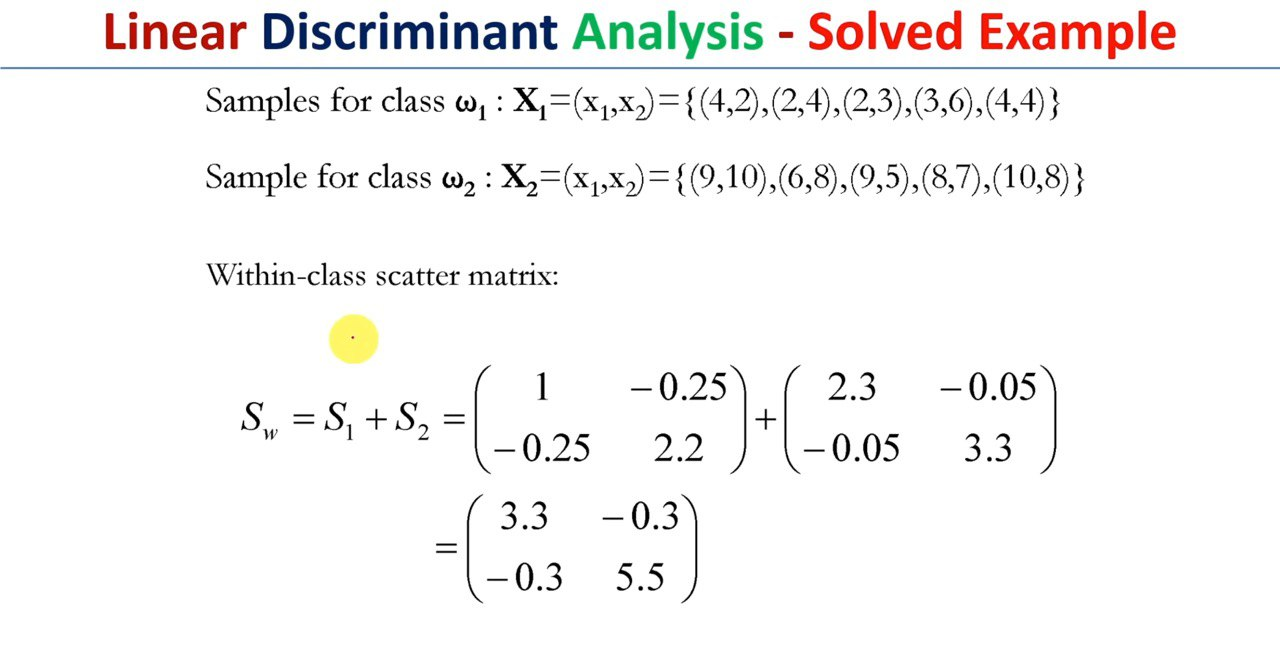 Linear Discriminant Analysis - Solved Example
Samples for class ω₁ : X₁=(x₁,x₂)={(4,2),(2,4),(2,3),(3,6),(4,4)}
Sample for class ω₂ : X₂=(x₁,x₂)={(9,10),(6,8),(9,5),(8,7),(10,8)}
Within-class scatter matrix:
S_w = S₁ + S₂ = ( 1 −0.25 ; −0.25 2.2 ) + ( 2.3 −0.05 ; −0.05 3.3 )
= ( 3.3 −0.3 ; −0.3 5.5 )